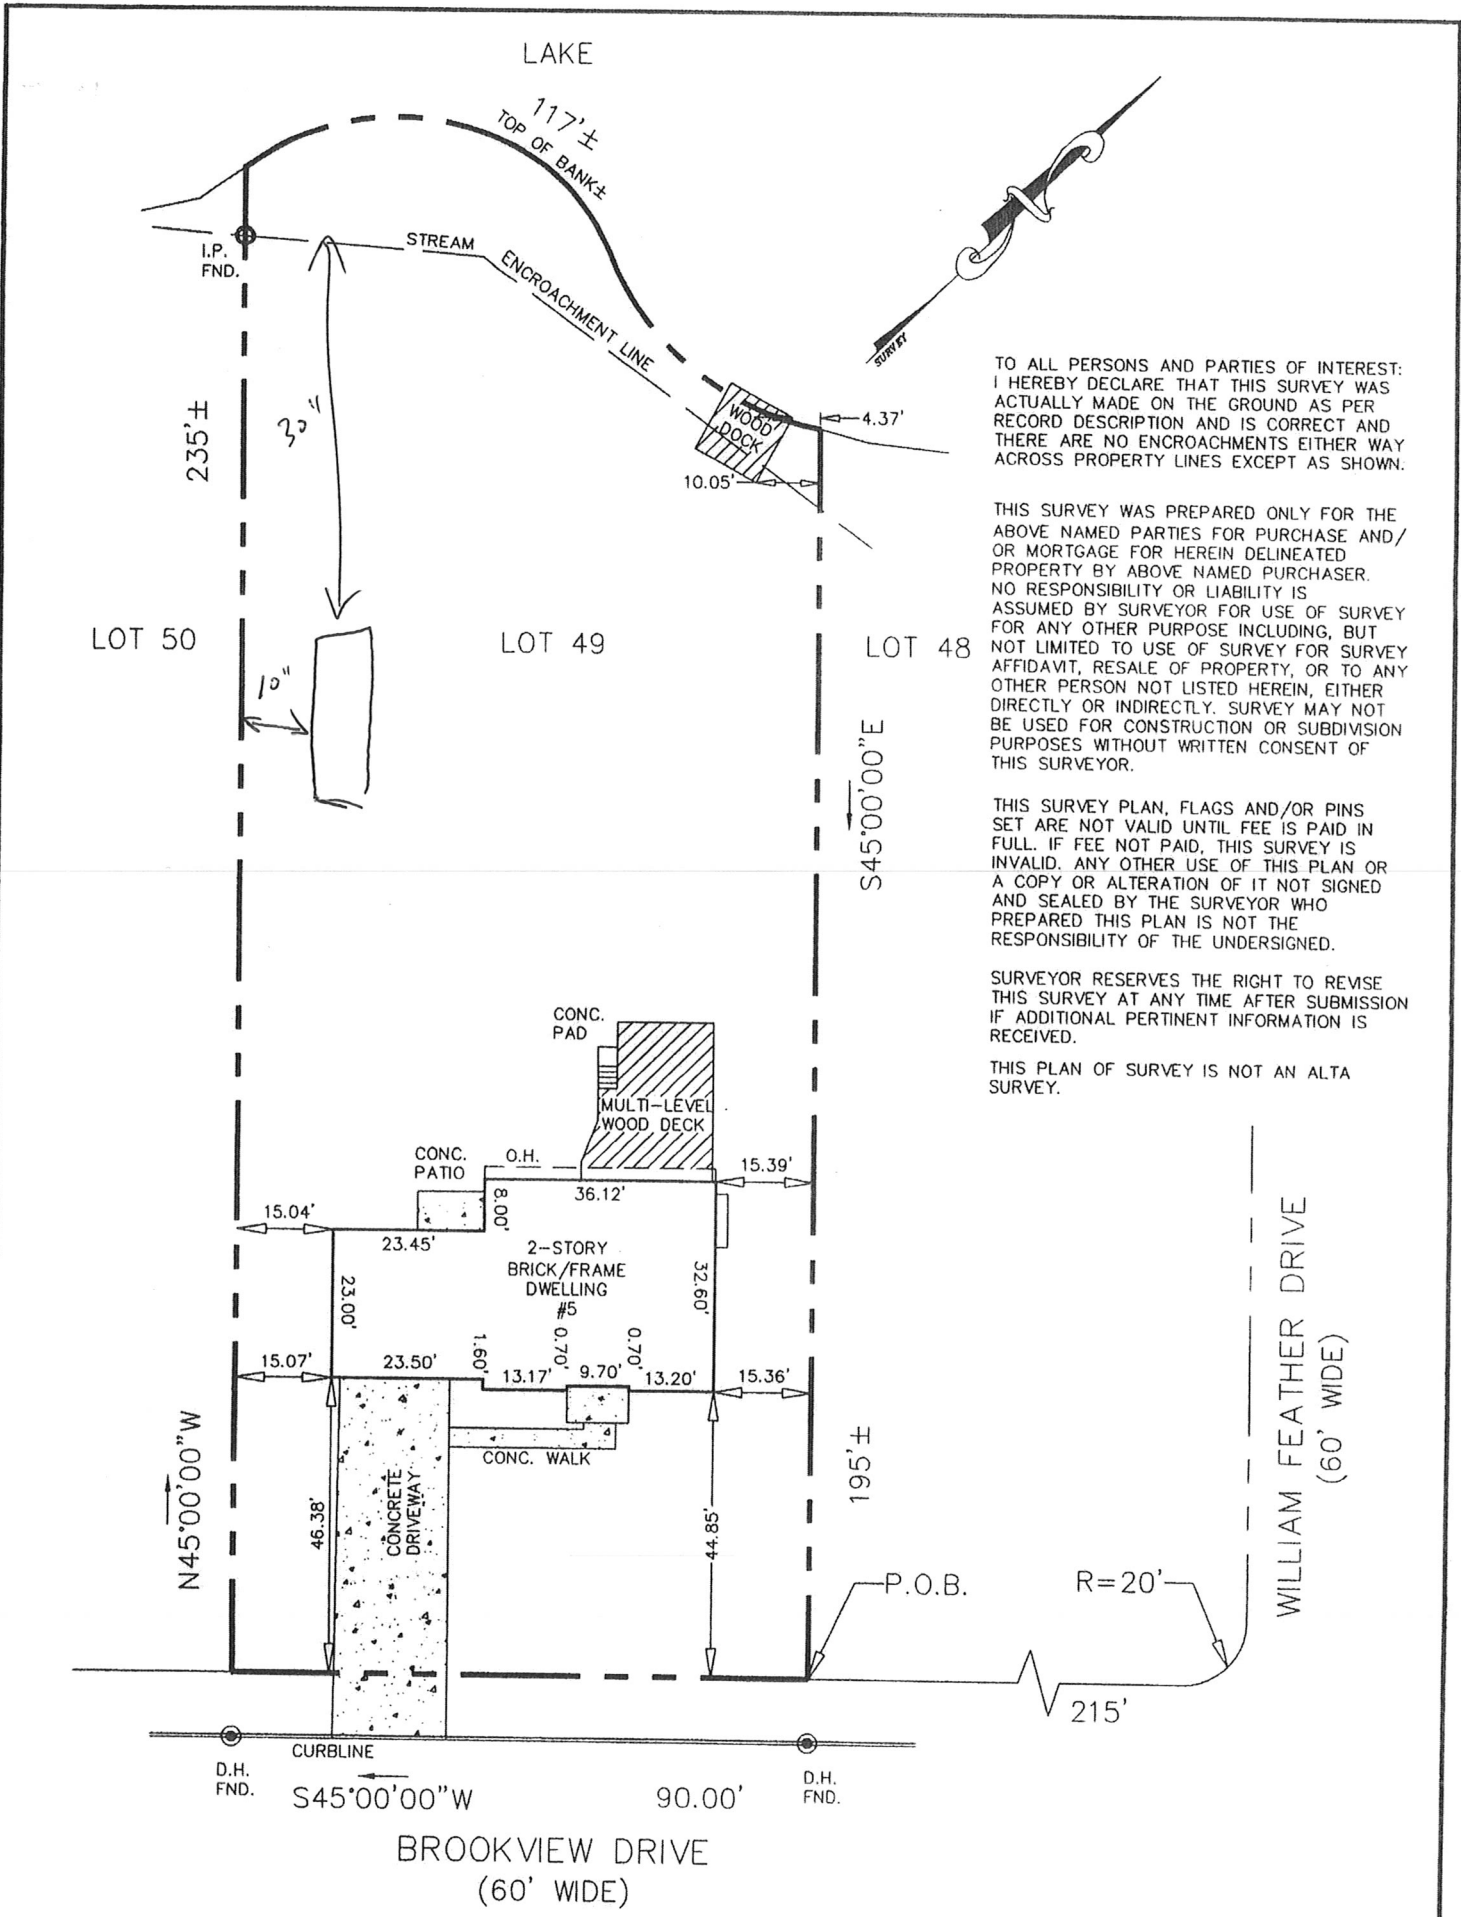 LAKE
117'±
TOP OF BANK±
I.P.
FND.
STREAM
ENCROACHMENT LINE
SURVEY
235'±
30"
WOOD
DOCK
4.37'
10.05'
TO ALL PERSONS AND PARTIES OF INTEREST:
I HEREBY DECLARE THAT THIS SURVEY WAS
ACTUALLY MADE ON THE GROUND AS PER
RECORD DESCRIPTION AND IS CORRECT AND
THERE ARE NO ENCROACHMENTS EITHER WAY
ACROSS PROPERTY LINES EXCEPT AS SHOWN.
THIS SURVEY WAS PREPARED ONLY FOR THE
ABOVE NAMED PARTIES FOR PURCHASE AND/
OR MORTGAGE FOR HEREIN DELINEATED
PROPERTY BY ABOVE NAMED PURCHASER.
NO RESPONSIBILITY OR LIABILITY IS
ASSUMED BY SURVEYOR FOR USE OF SURVEY
FOR ANY OTHER PURPOSE INCLUDING, BUT
NOT LIMITED TO USE OF SURVEY FOR SURVEY
AFFIDAVIT, RESALE OF PROPERTY, OR TO ANY
OTHER PERSON NOT LISTED HEREIN, EITHER
DIRECTLY OR INDIRECTLY. SURVEY MAY NOT
BE USED FOR CONSTRUCTION OR SUBDIVISION
PURPOSES WITHOUT WRITTEN CONSENT OF
THIS SURVEYOR.
THIS SURVEY PLAN, FLAGS AND/OR PINS
SET ARE NOT VALID UNTIL FEE IS PAID IN
FULL. IF FEE NOT PAID, THIS SURVEY IS
INVALID. ANY OTHER USE OF THIS PLAN OR
A COPY OR ALTERATION OF IT NOT SIGNED
AND SEALED BY THE SURVEYOR WHO
PREPARED THIS PLAN IS NOT THE
RESPONSIBILITY OF THE UNDERSIGNED.
SURVEYOR RESERVES THE RIGHT TO REVISE
THIS SURVEY AT ANY TIME AFTER SUBMISSION
IF ADDITIONAL PERTINENT INFORMATION IS
RECEIVED.
THIS PLAN OF SURVEY IS NOT AN ALTA
SURVEY.
LOT 50
LOT 49
LOT 48
10"
S45°00'00"E
CONC.
PAD
MULTI-LEVEL
WOOD DECK
CONC.
PATIO
O.H.
15.39'
36.12'
8.00'
15.04'
23.45'
2-STORY
BRICK/FRAME
DWELLING
#5
23.00'
32.60'
15.07'
23.50'
1.60'
13.17'
0.70'
9.70'
0.70'
13.20'
15.36'
CONC. WALK
CONCRETE
DRIVEWAY
46.38'
44.85'
N45°00'00"W
195'±
WILLIAM FEATHER DRIVE
(60' WIDE)
P.O.B.
R=20'
215'
CURBLINE
D.H.
FND.
S45°00'00"W
90.00'
D.H.
FND.
BROOKVIEW DRIVE
(60' WIDE)